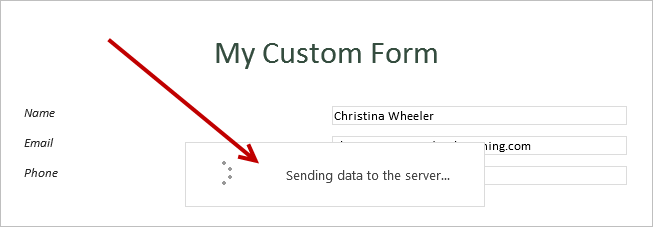 My Custom Form
Name
Christina Wheeler
Email
Phone
Sending data to the server...